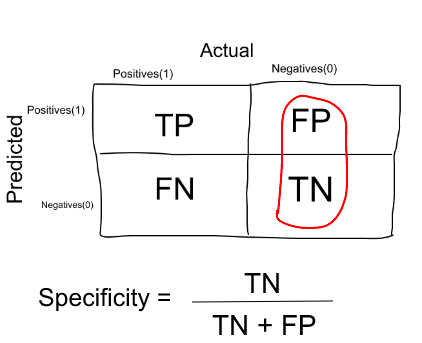 Actual
Positives(1) Negatives(0)
Predicted
Positives(1) TP FP
Negatives(0) FN TN
Specificity = TN
TN + FP